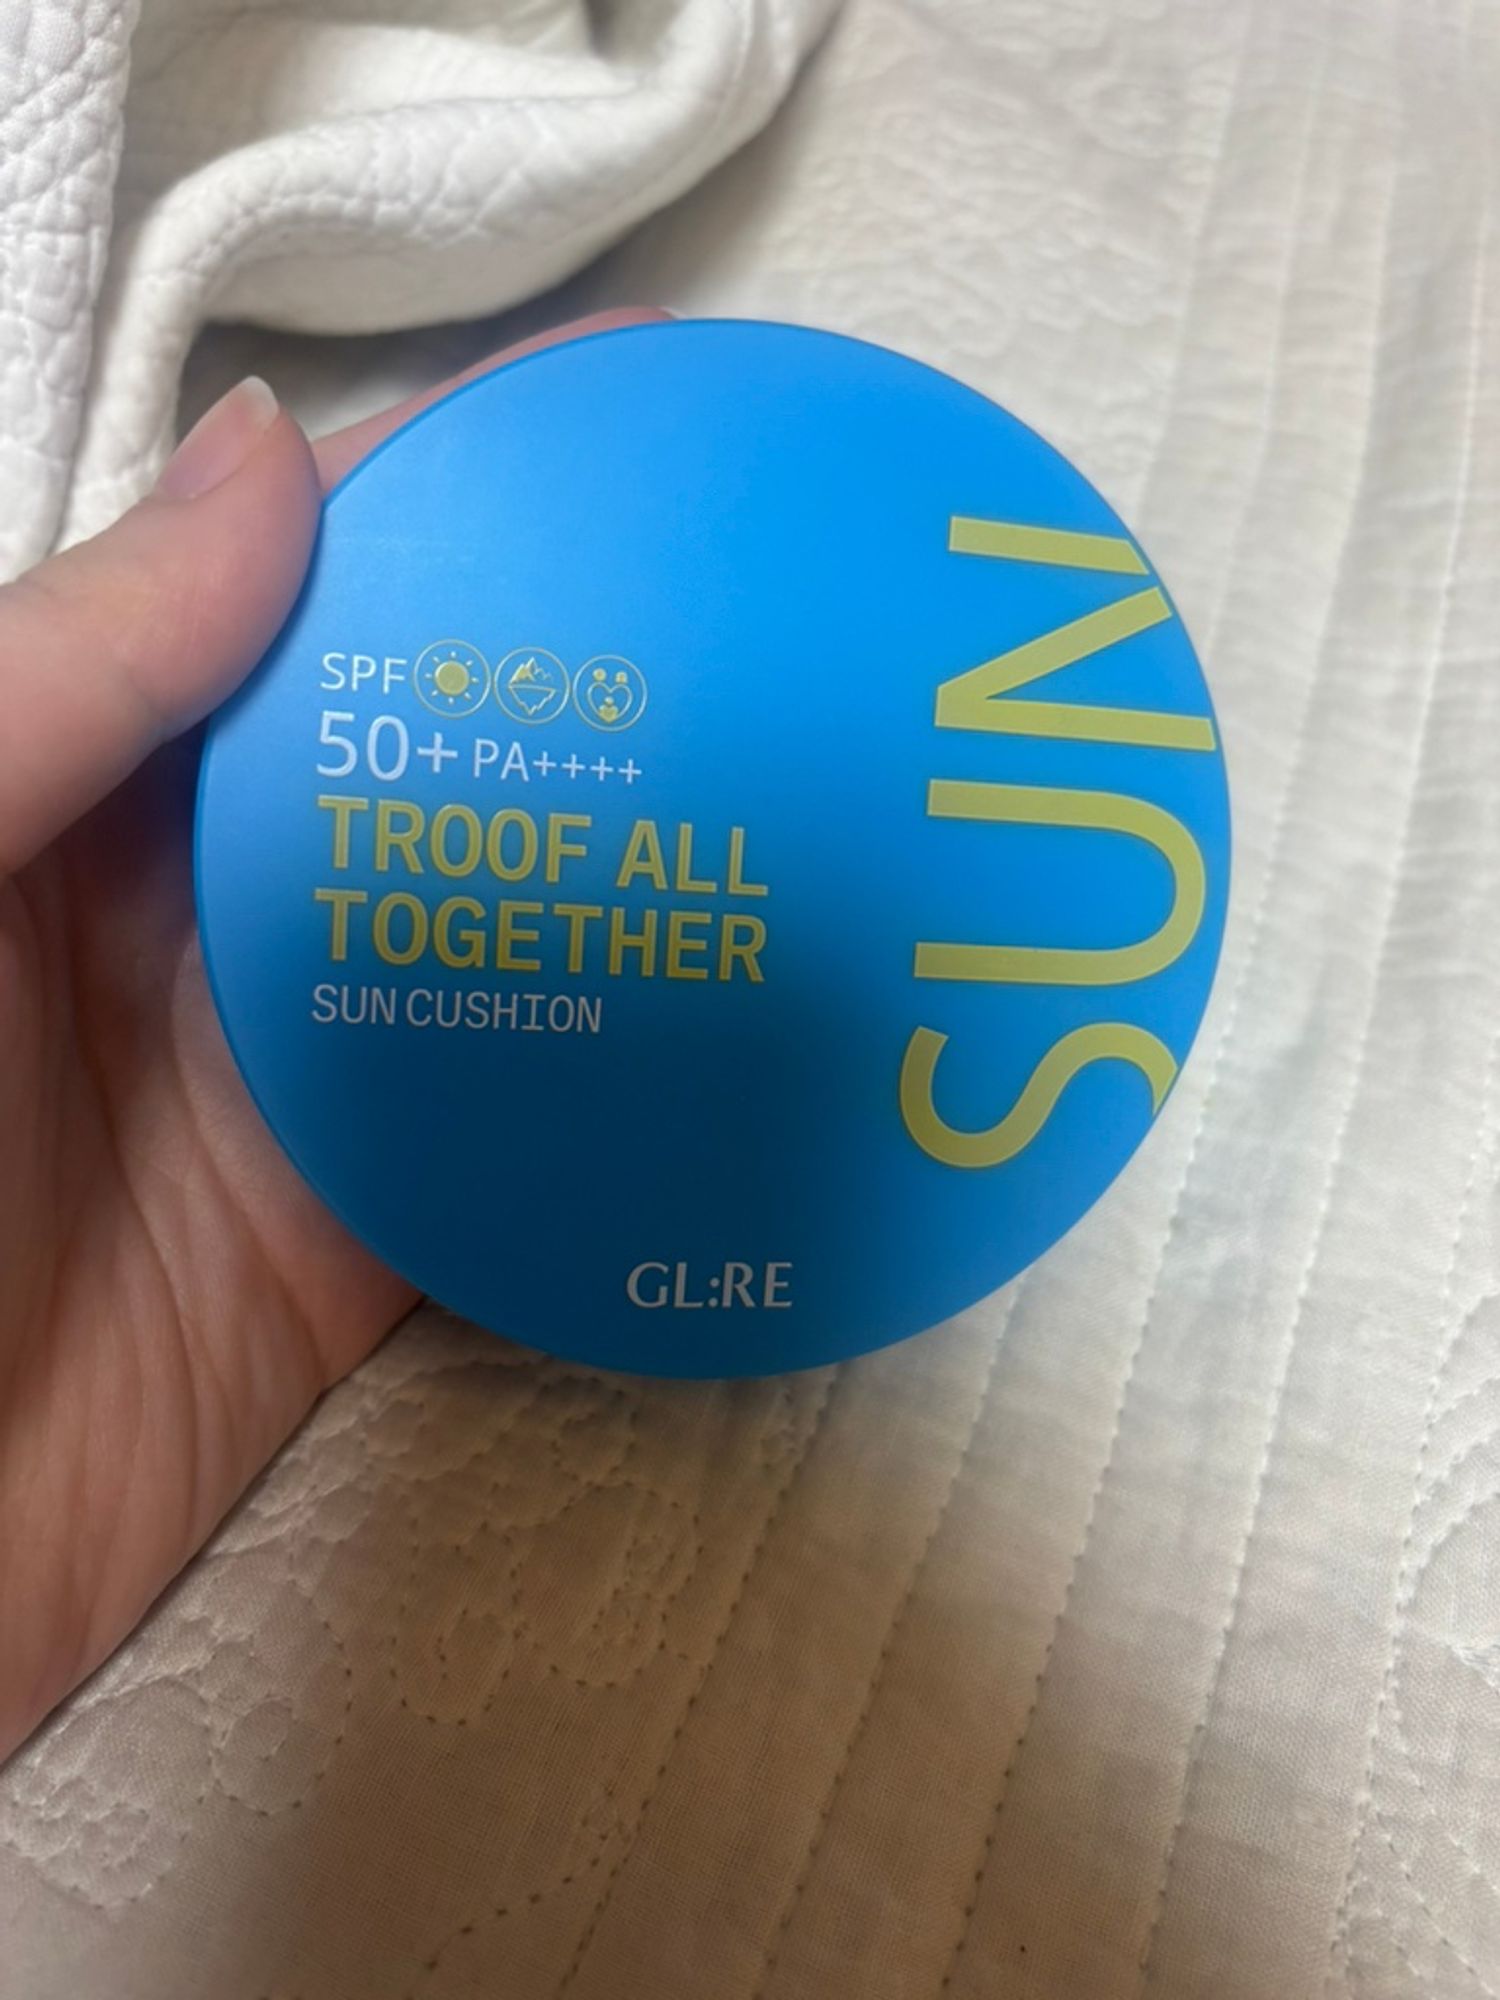 SPF
50+ PA++++
TROOF ALL
TOGETHER
SUN CUSHION
SUN
GL:RE